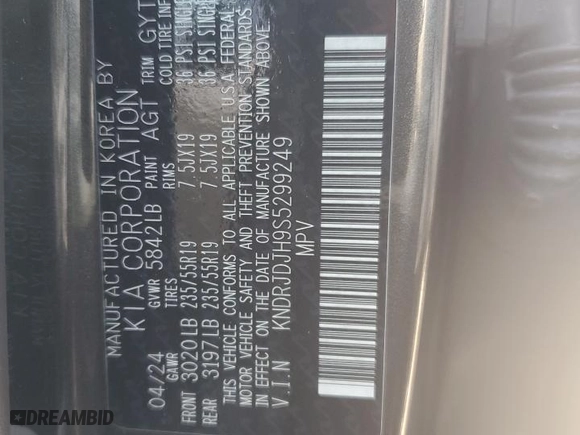 MANUFACTURED IN KOREA BY
KIA CORPORATION
04/24 GVWR 5842LB PAINT AGT TRIM GYT
GAWR TIRES RIMS COLD TIRE
FRONT 3020LB 235/55R19 7.5JX19 36 PSI SINGLE
REAR 3197LB 235/55R19 7.5JX19 36 PSI SINGLE
THIS VEHICLE CONFORMS TO ALL APPLICABLE U.S.A FEDERAL
MOTOR VEHICLE SAFETY AND THEFT PREVENTION STANDARDS
IN EFFECT ON THE DATE OF MANUFACTURE SHOWN ABOVE.
V.I.N KNDRJDJH9S5299249
MPV
DREAMBID